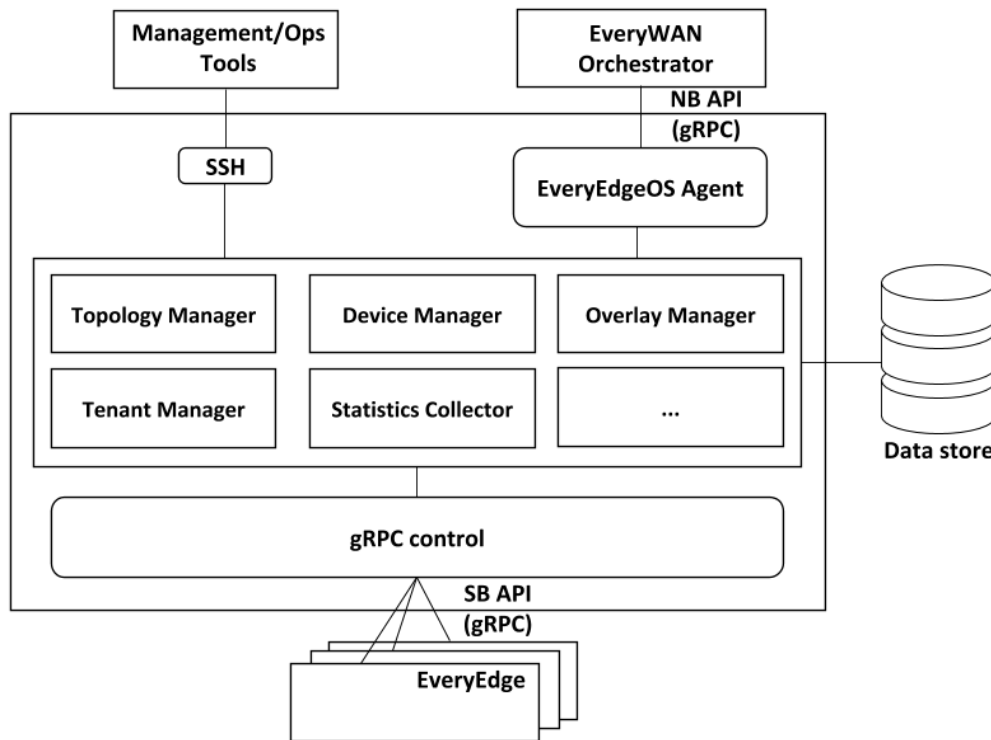 Management/Ops
Tools
EveryWAN
Orchestrator
NB API
(gRPC)
SSH
EveryEdgeOS Agent
Topology Manager
Device Manager
Overlay Manager
Tenant Manager
Statistics Collector
...
Data store
gRPC control
SB API
(gRPC)
EveryEdge